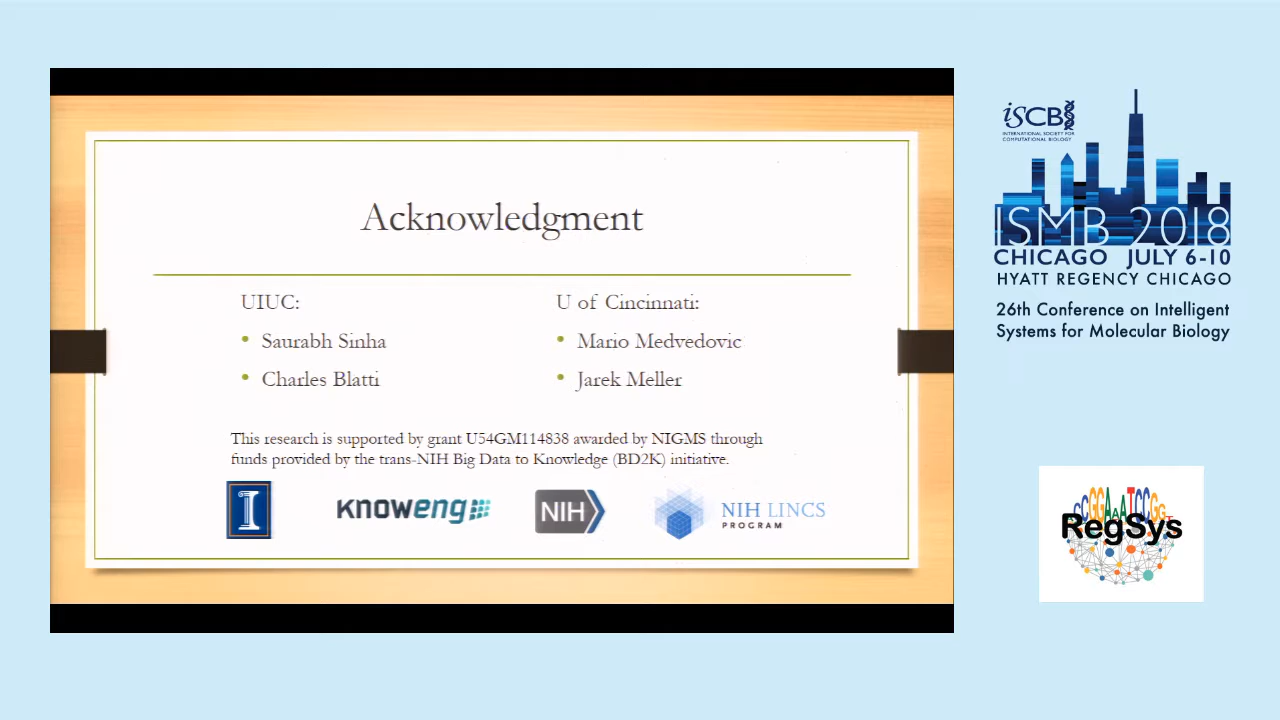 Acknowledgment
UIUC:
• Saurabh Sinha
• Charles Blatti
U of Cincinnati:
• Mario Medvedovic
• Jarek Meller
This research is supported by grant U54GM114838 awarded by NIGMS through
funds provided by the trans-NIH Big Data to Knowledge (BD2K) initiative.
I
KNOWENG
NIH
NIH LINCS
PROGRAM
iSCB
INTERNATIONAL SOCIETY FOR
COMPUTATIONAL BIOLOGY
ISMB 2018
CHICAGO JULY 6-10
HYATT REGENCY CHICAGO
26th Conference on Intelligent
Systems for Molecular Biology
RegSys